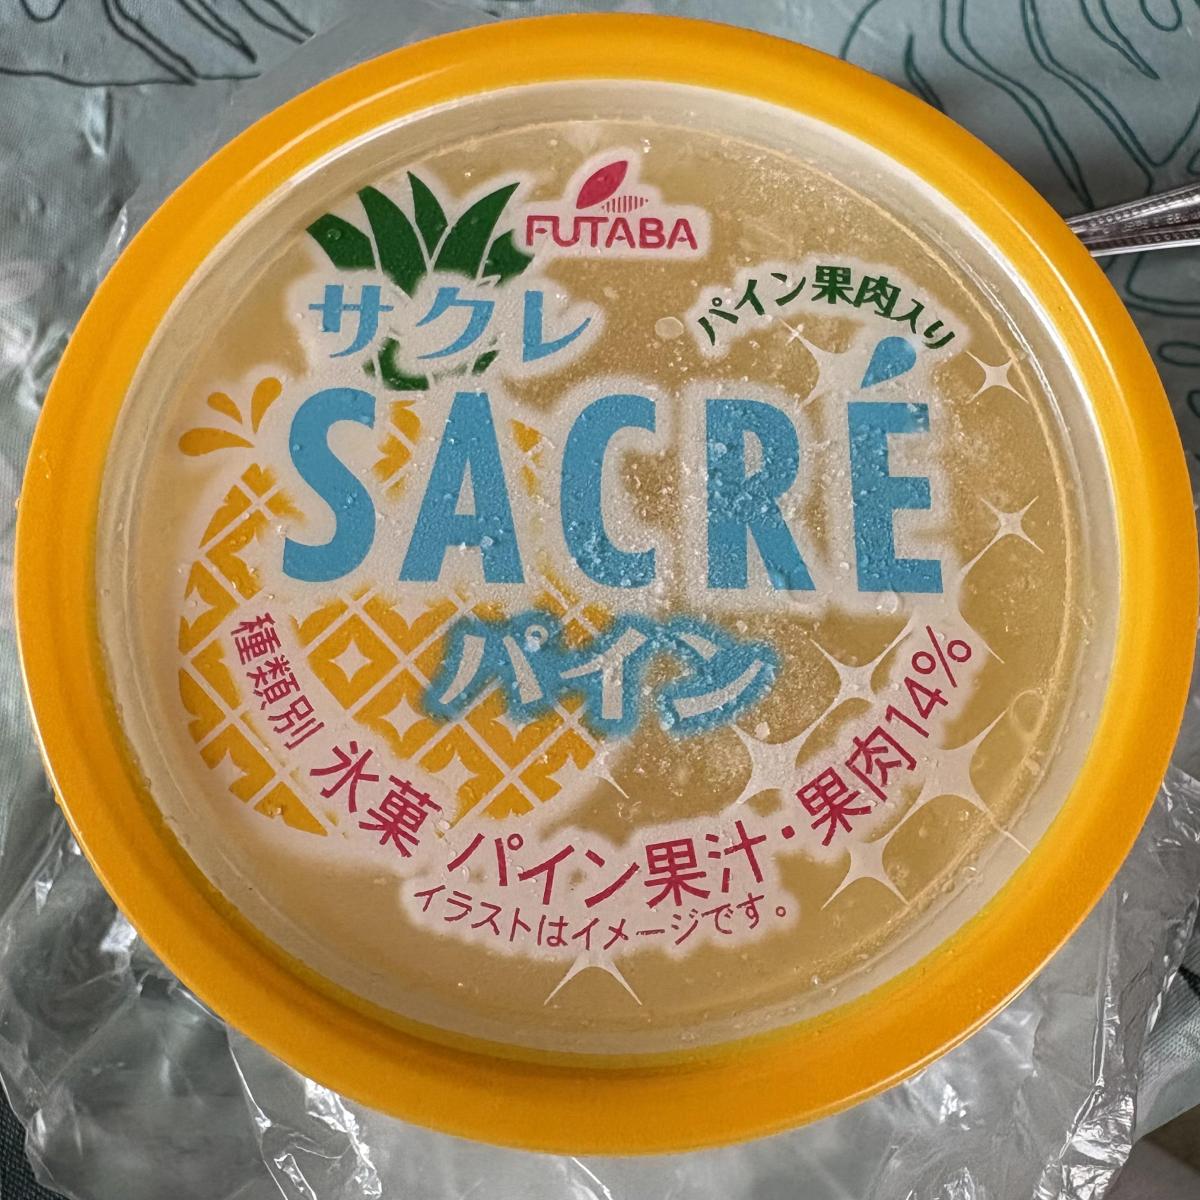 FUTABA
パイン果肉入り
サクレ
SACRÉ
パイン
種類別 氷菓 パイン果汁・果肉14%
イラストはイメージです。